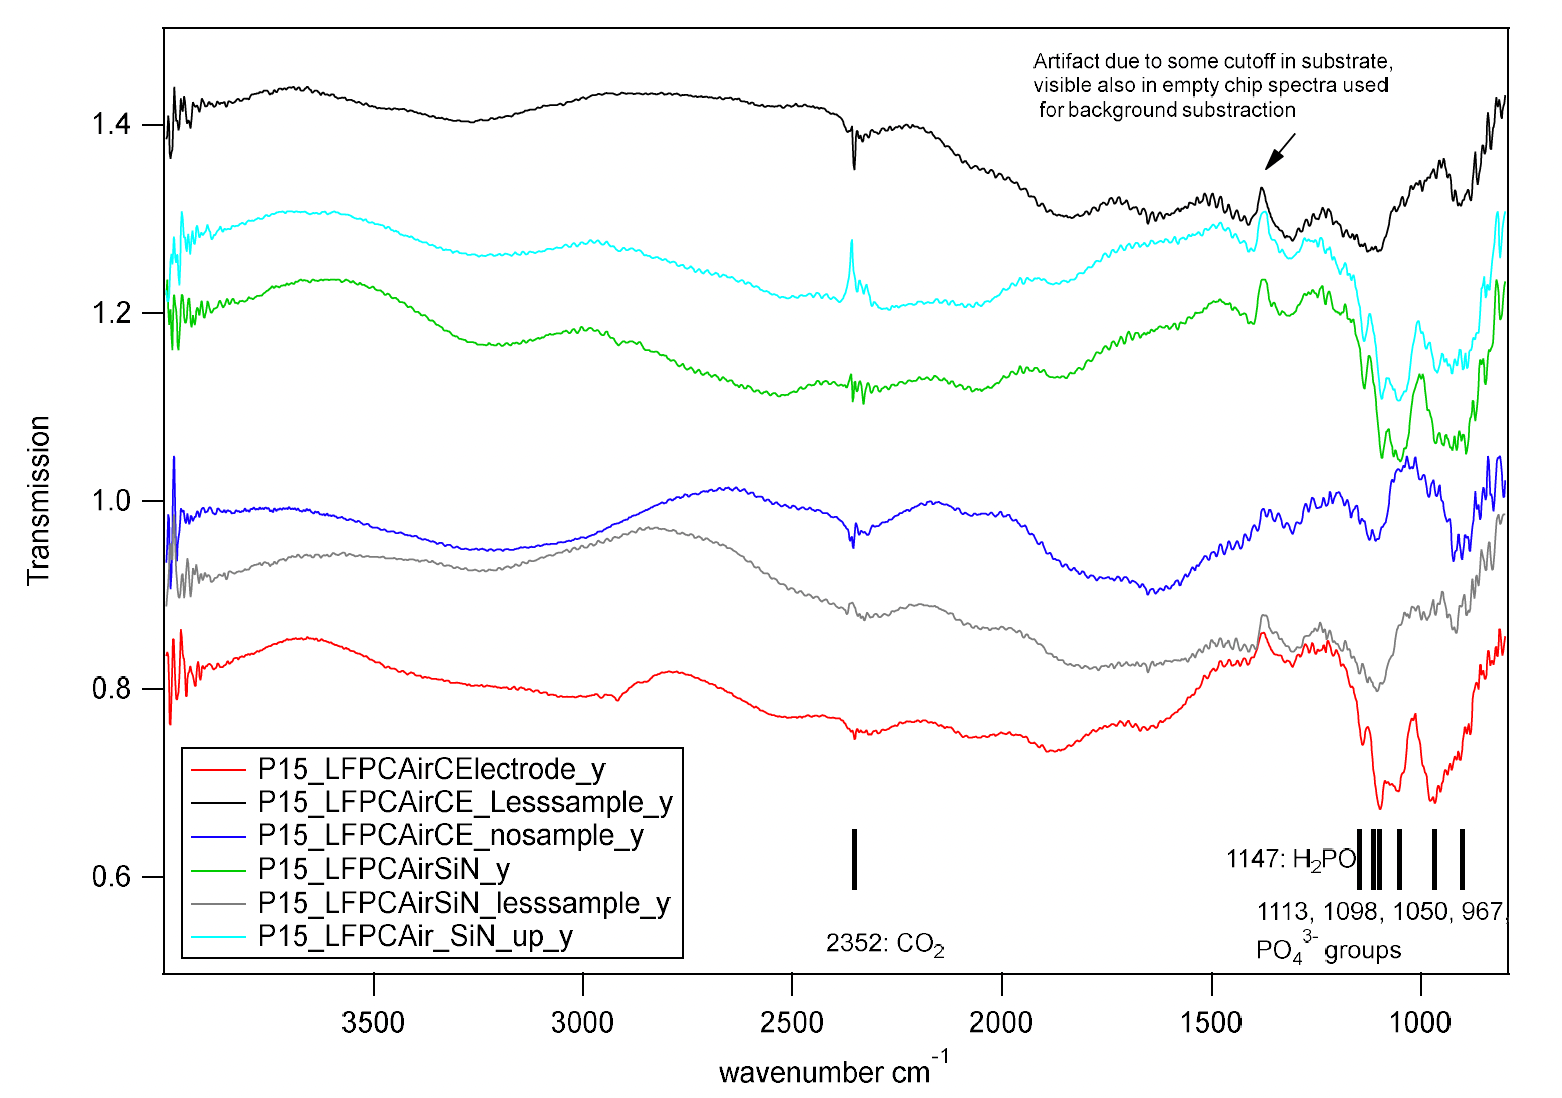 Artifact due to some cutoff in substrate,
visible also in empty chip spectra used
for background substraction
1.4
1.2
1.0
0.8
0.6
Transmission
P15_LFPCAirCElectrode_y
P15_LFPCAirCE_Lesssample_y
P15_LFPCAirCE_nosample_y
P15_LFPCAirSiN_y
P15_LFPCAirSiN_lesssample_y
P15_LFPCAir_SiN_up_y
2352: CO₂
1147: H₂PO
1113, 1098, 1050, 967,
PO₄³⁻ groups
3500 3000 2500 2000 1500 1000
wavenumber cm⁻¹